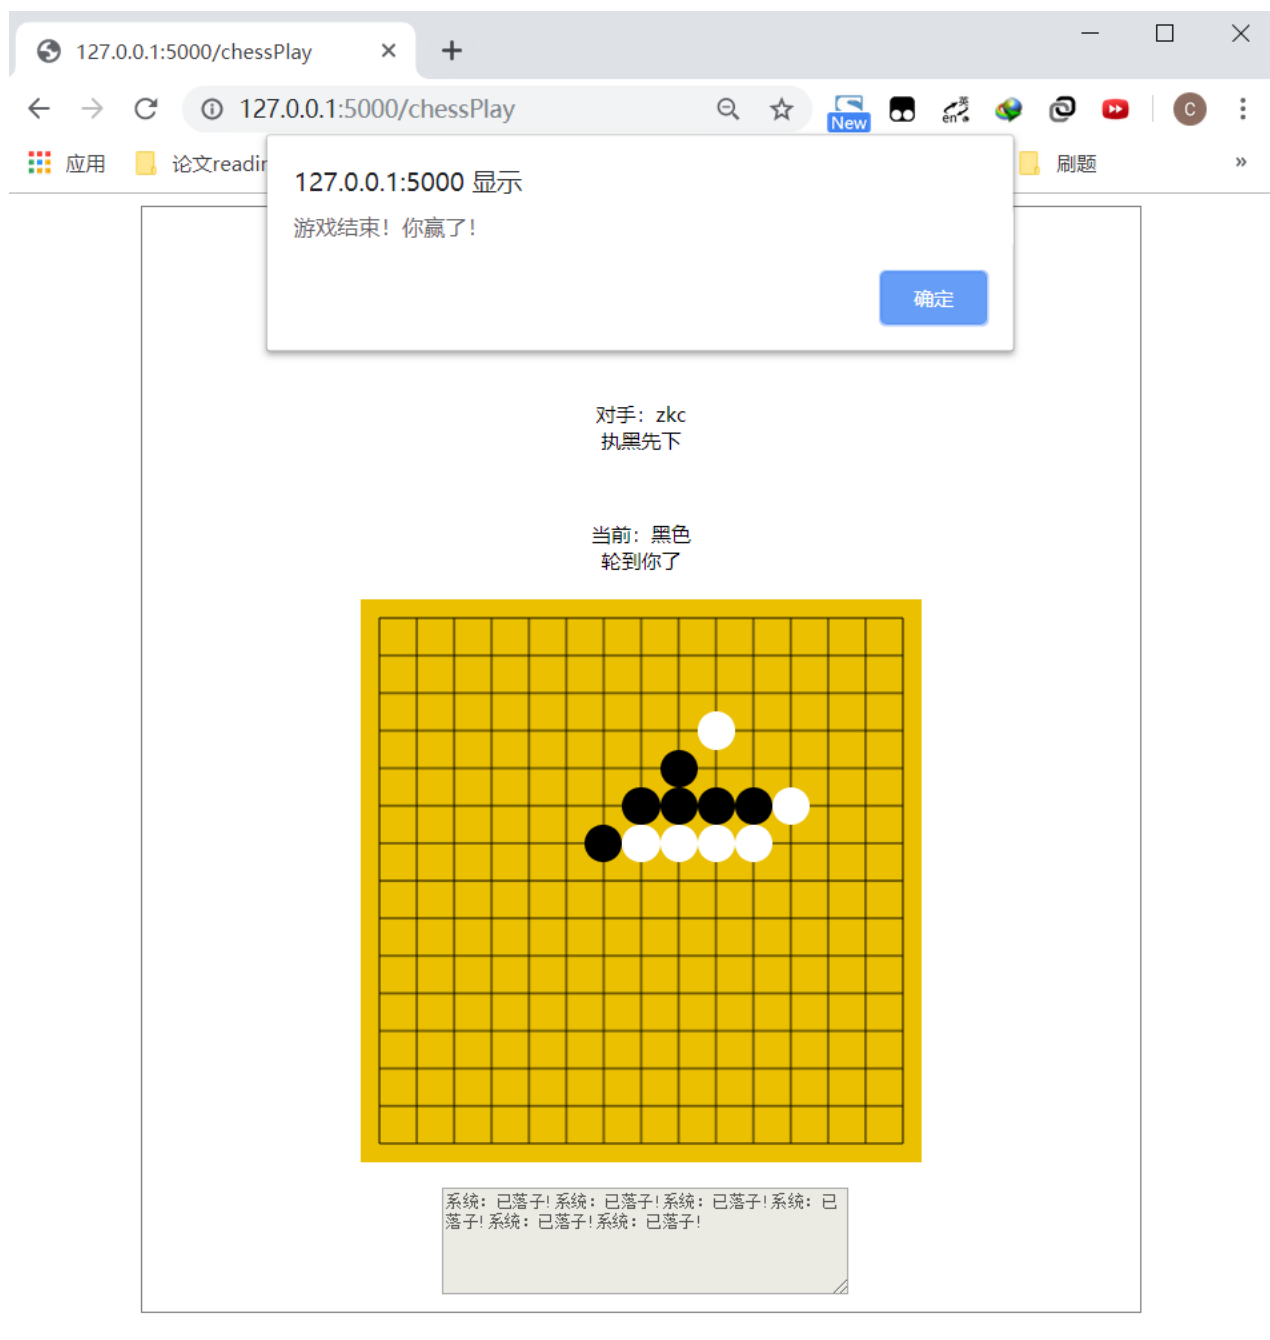 127.0.0.1:5000/chessPlay
127.0.0.1:5000/chessPlay
New
英
en
C
应用
论文readin
刷题
»
127.0.0.1:5000 显示
游戏结束！你赢了！
确定
对手：zkc
执黑先下
当前：黑色
轮到你了
系统：已落子!系统：已落子!系统：已落子!系统：已
落子!系统：已落子!系统：已落子!